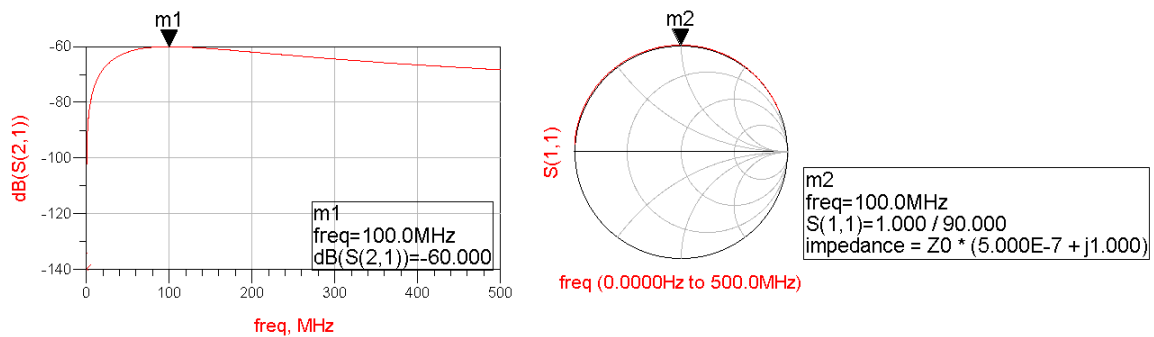 m1
-60
-80
-100
-120
-140
dB(S(2,1))
0
100
200
300
400
500
freq, MHz
m1
freq=100.0MHz
dB(S(2,1))=-60.000
m2
S(1,1)
freq (0.0000Hz to 500.0MHz)
m2
freq=100.0MHz
S(1,1)=1.000 / 90.000
impedance = Z0 * (5.000E-7 + j1.000)